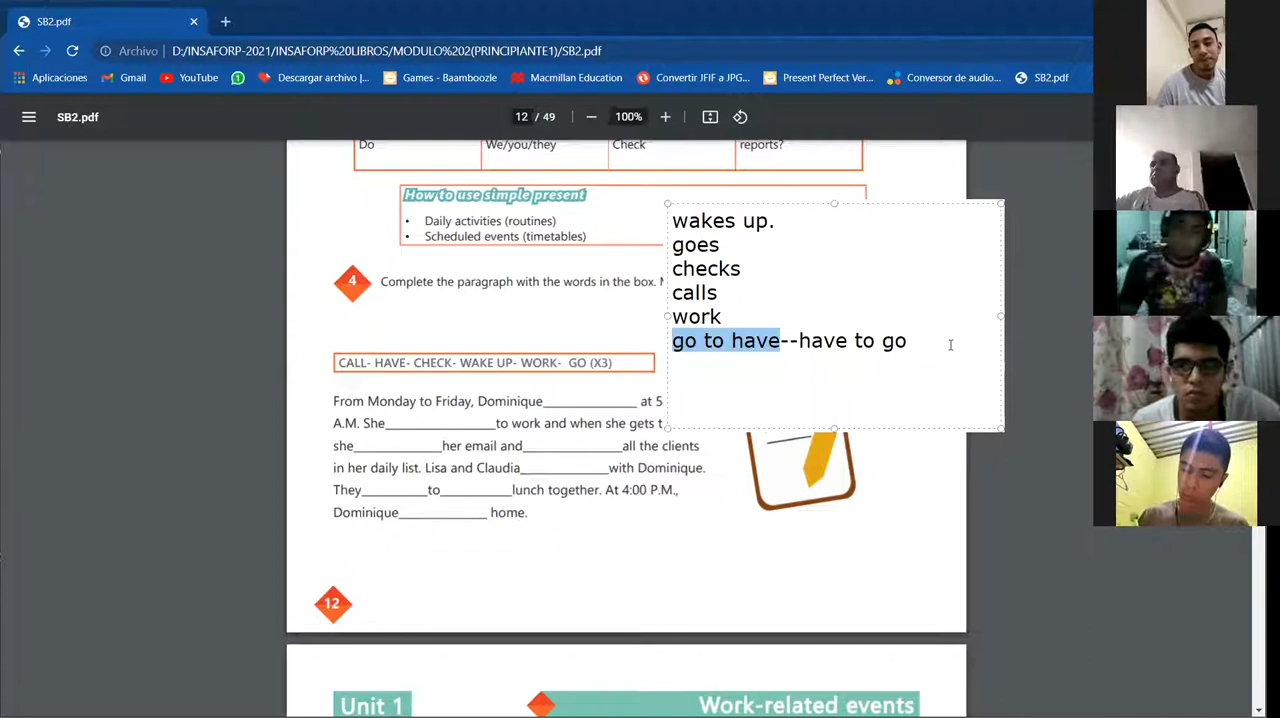 SB2.pdf
Archivo D:/INSAFORP-2021/INSAFORP%20LIBROS/MODULO%202(PRINCIPIANTE1)/SB2.pdf
Aplicaciones Gmail YouTube Descargar archivo |... Games - Baamboozle Macmillan Education Convertir JFIF a JPG... Present Perfect Ver... Conversor de audio... SB2.pdf
SB2.pdf 12 / 49 100%
Do We/you/they Check reports?
How to use simple present
• Daily activities (routines)
• Scheduled events (timetables)
4 Complete the paragraph with the words in the box.
wakes up.
goes
checks
calls
work
go to have--have to go
CALL- HAVE- CHECK- WAKE UP- WORK- GO (X3)
From Monday to Friday, Dominique______________ at 5
A.M. She________________to work and when she gets t
she_____________her email and_______________all the clients
in her daily list. Lisa and Claudia_____________with Dominique.
They__________to___________lunch together. At 4:00 P.M.,
Dominique______________ home.
12
Unit 1 Work-related events